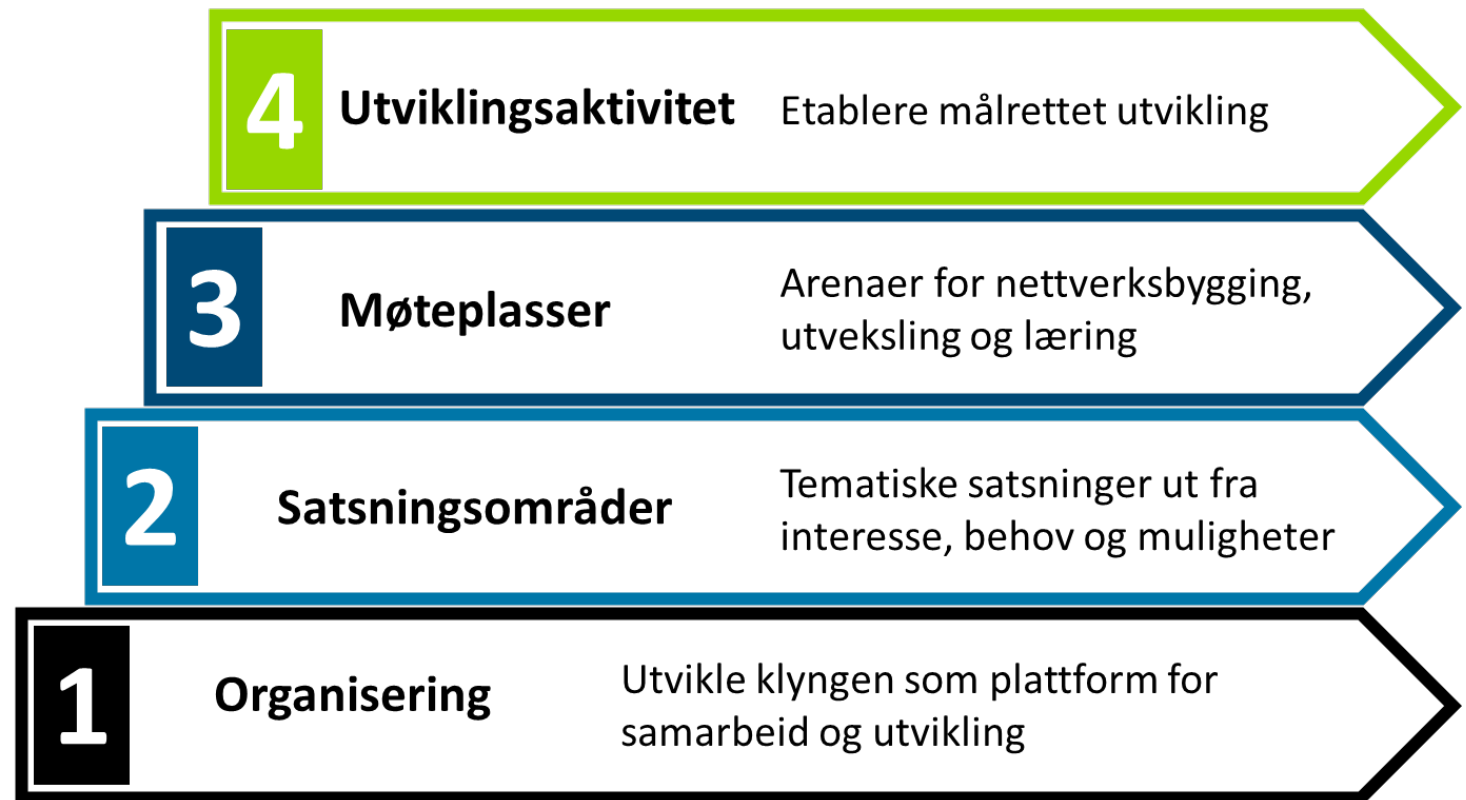 4
Utviklingsaktivitet
Etablere målrettet utvikling
3
Møteplasser
Arenaer for nettverksbygging,
utveksling og læring
2
Satsningsområder
Tematiske satsninger ut fra
interesse, behov og muligheter
1
Organisering
Utvikle klyngen som plattform for
samarbeid og utvikling